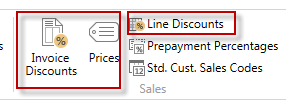 Invoice
Discounts
Prices
Line Discounts
Prepayment Percentages
Std. Cust. Sales Codes
Sales